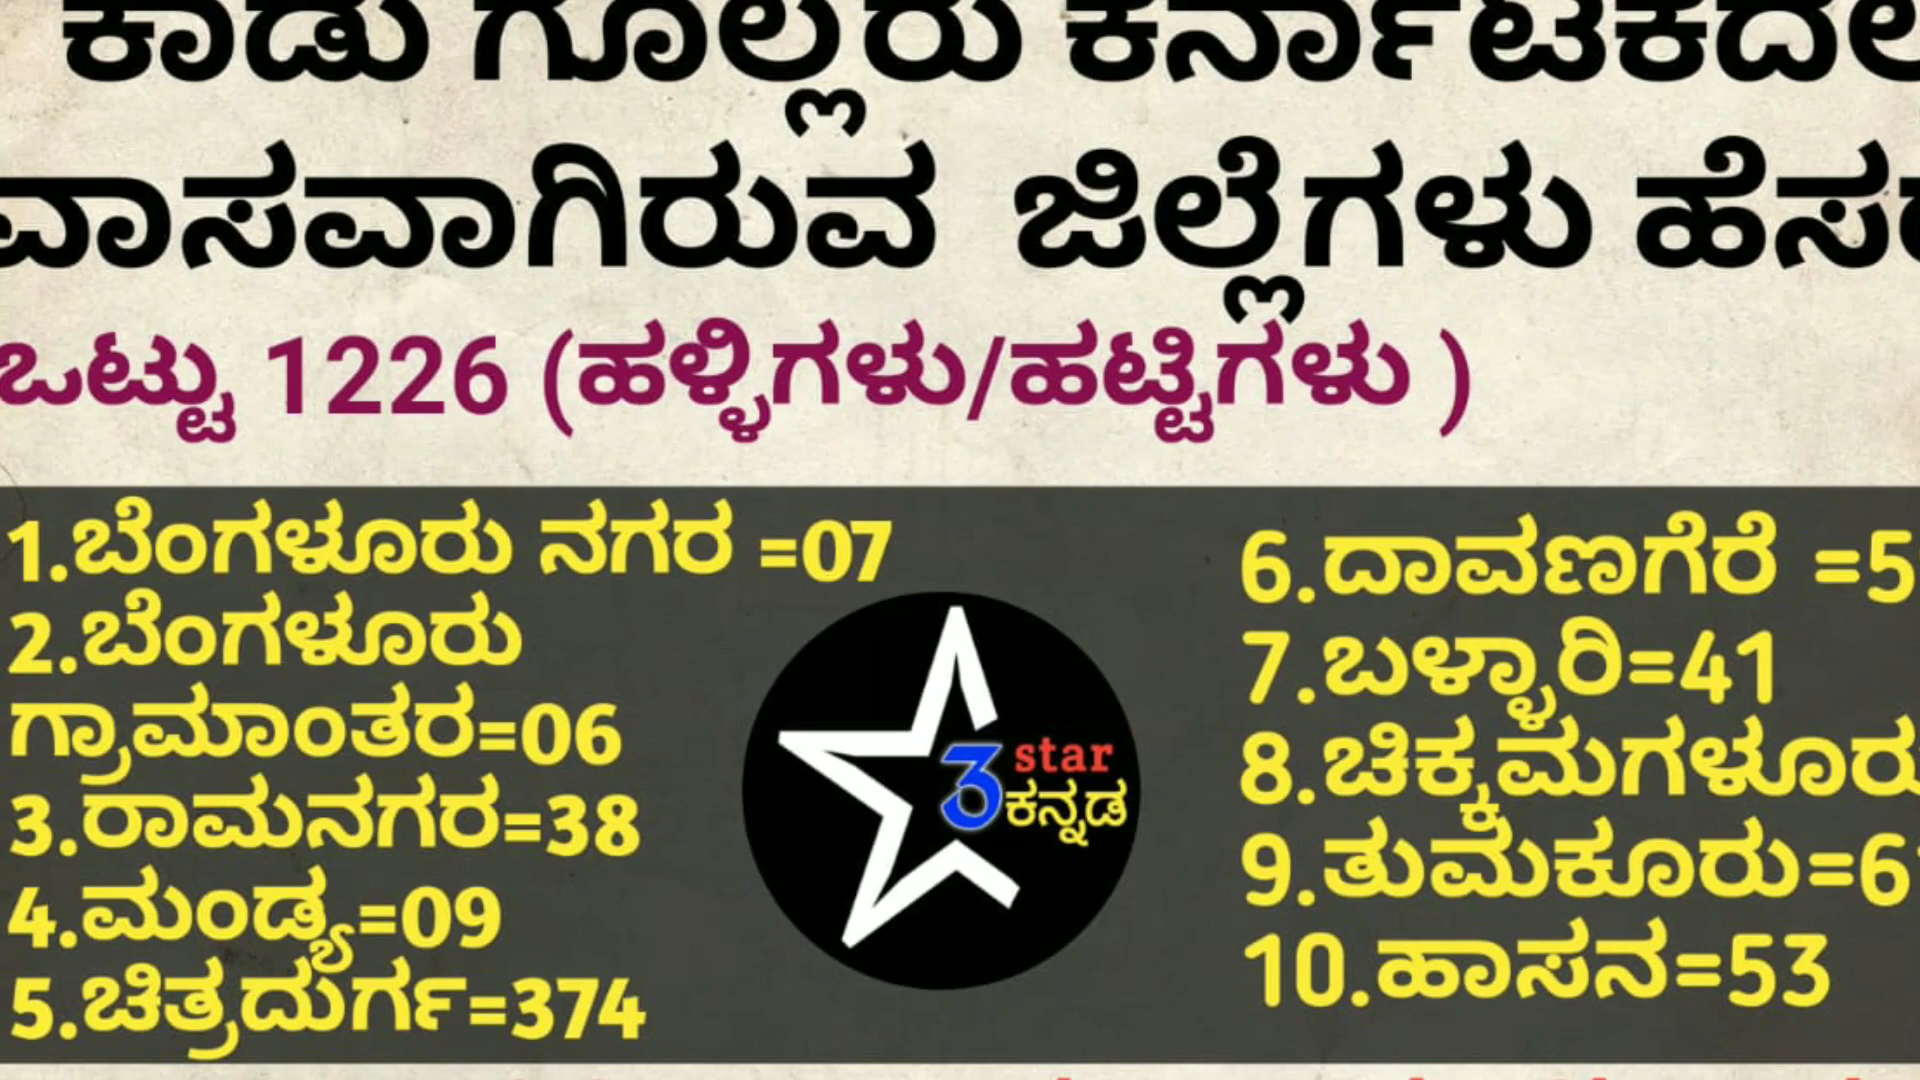 ಕಾಡು ಗೊಲ್ಲರು
ವಾಸವಾಗಿರುವ ಜಿಲ್ಲೆಗಳು
ಒಟ್ಟು 1226 (ಹಳ್ಳಿಗಳು/ಹಟ್ಟಿಗಳು )
1.ಬೆಂಗಳೂರು ನಗರ =07
2.ಬೆಂಗಳೂರು
ಗ್ರಾಮಾಂತರ=06
3.ರಾಮನಗರ=38
4.ಮಂಡ್ಯ=09
5.ಚಿತ್ರದುರ್ಗ=374
3 star
ಕನ್ನಡ
6.ದಾವಣಗೆರೆ =5
7.ಬಳ್ಳಾರಿ=41
8.ಚಿಕ್ಕಮಗಳೂರು
9.ತುಮಕೂರು=6
10.ಹಾಸನ=53